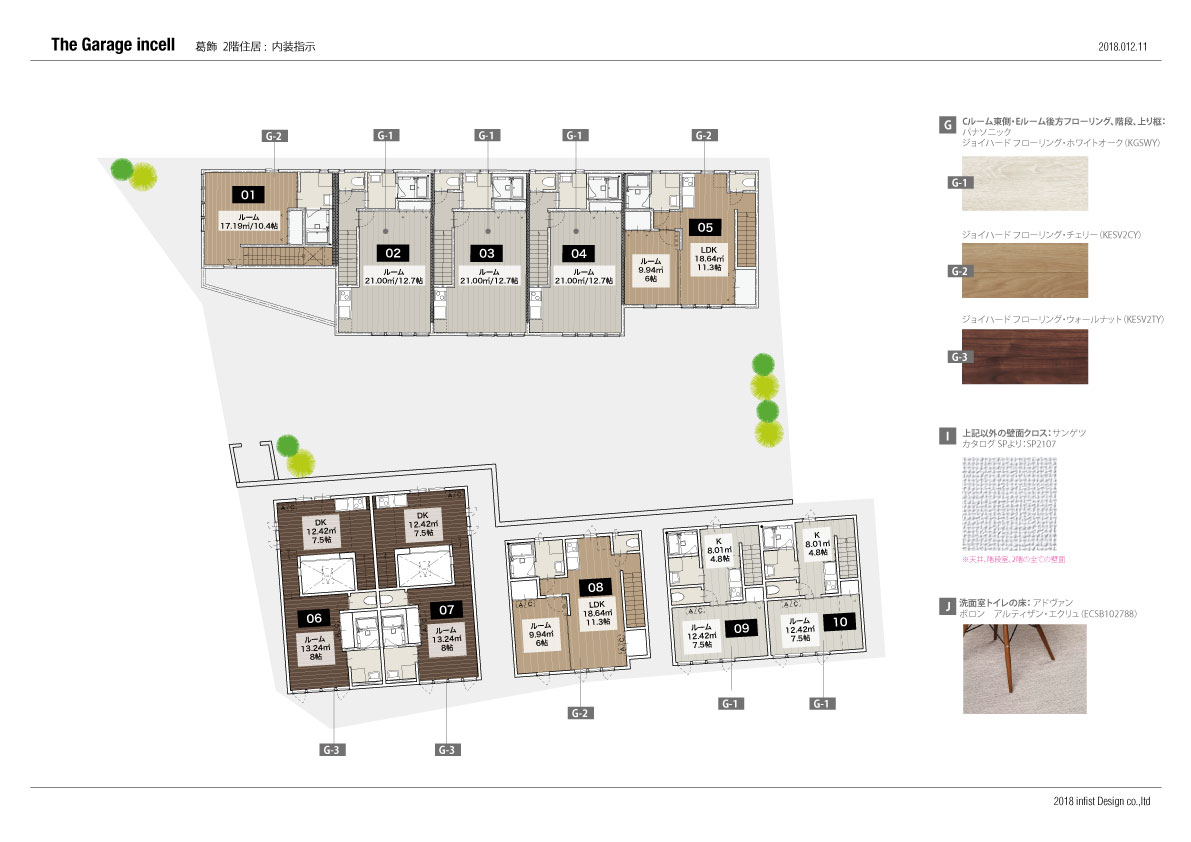 The Garage incell 葛飾 2階住居; 内装指示
2018.012.11
G-2
G-1
G-1
G-1
G-2
01
ルーム
17.19㎡/10.4帖
02
ルーム
21.00㎡/12.7帖
03
ルーム
21.00㎡/12.7帖
04
ルーム
21.00㎡/12.7帖
ルーム
9.94㎡
6帖
05
LDK
18.64㎡
11.3帖
A/C
DK
12.42㎡
7.5帖
06
ルーム
13.24㎡
8帖
G-3
A/C
DK
12.42㎡
7.5帖
07
ルーム
13.24㎡
8帖
G-3
A/C
ルーム
9.94㎡
6帖
08
LDK
18.64㎡
11.3帖
A/C
G-2
K
8.01㎡
4.8帖
A/C
ルーム
12.42㎡
7.5帖
09
G-1
K
8.01㎡
4.8帖
A/C
ルーム
12.42㎡
7.5帖
10
G-1
G
Cルーム東側・Eルーム後方フローリング、階段、上り框:
パナソニック
ジョイハード フローリング・ホワイトオーク(KGSWY)
G-1
ジョイハード フローリング・チェリー(KESV2CY)
G-2
ジョイハード フローリング・ウォールナット(KESV2TY)
G-3
I
上記以外の壁面クロス:サンゲツ
カタログ SPより:SP2107
※天井、階段室、2階の全ての壁面
J
洗面室トイレの床: アドヴァン
ボロン アルティザン・エクリュ(ECSB102788)
2018 infist Design co.,ltd